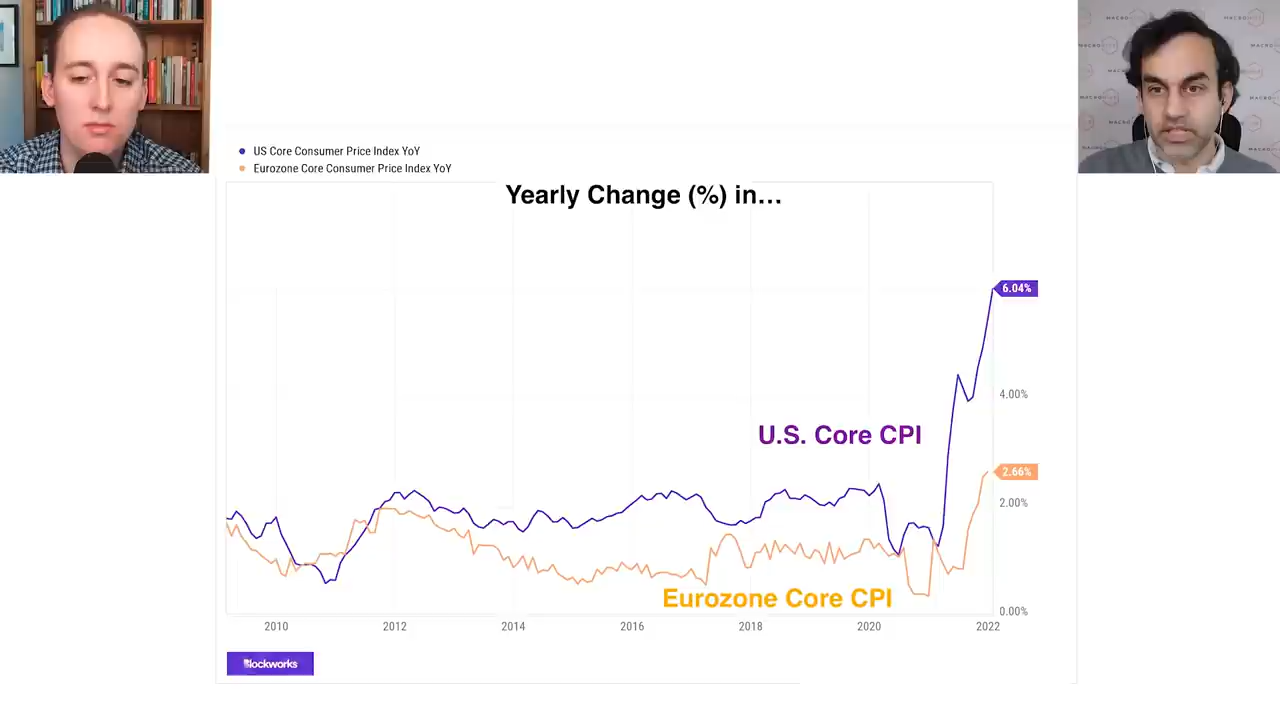 MACROHIVE
US Core Consumer Price Index YoY
Eurozone Core Consumer Price Index YoY
Yearly Change (%) in…
6.04%
4.00%
U.S. Core CPI
2.66%
2.00%
Eurozone Core CPI
0.00%
2010 2012 2014 2016 2018 2020 2022
Blockworks